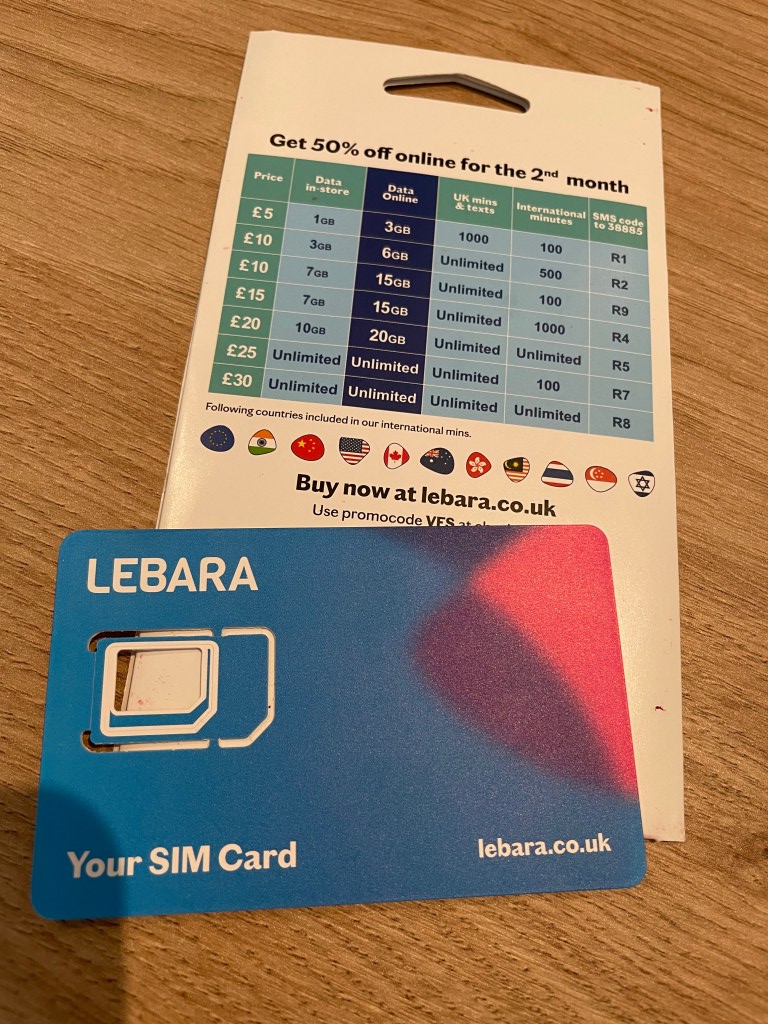 Get 50% off online for the 2nd month
Price Data in-store Data Online UK mins & texts International minutes SMS code to 38885
£5 1GB 3GB 1000 100 R1
£10 3GB 6GB Unlimited 500 R2
£10 7GB 15GB Unlimited 100 R9
£15 7GB 15GB Unlimited 1000 R4
£20 10GB 20GB Unlimited Unlimited R5
£25 Unlimited Unlimited Unlimited 100 R7
£30 Unlimited Unlimited Unlimited Unlimited R8
Following countries included in our international mins.
Buy now at lebara.co.uk
Use promocode VFS at
LEBARA
Your SIM Card
lebara.co.uk